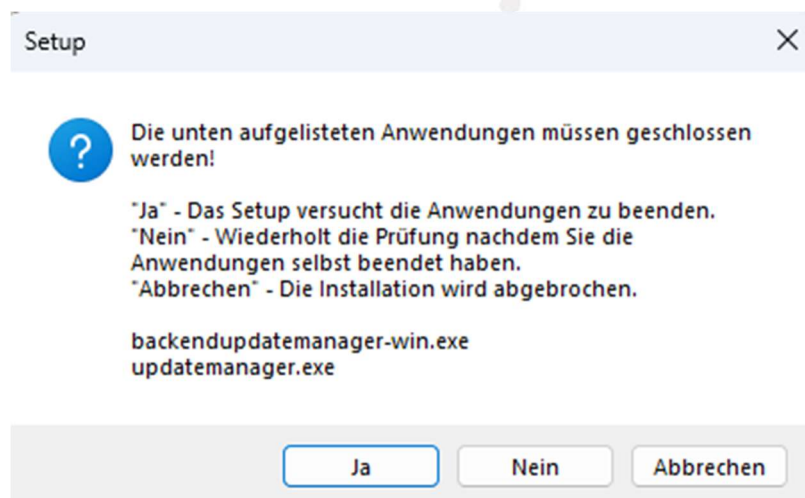 Setup
?
Die unten aufgelisteten Anwendungen müssen geschlossen
werden!
"Ja" - Das Setup versucht die Anwendungen zu beenden.
"Nein" - Wiederholt die Prüfung nachdem Sie die
Anwendungen selbst beendet haben.
"Abbrechen" - Die Installation wird abgebrochen.
backendupdatemanager-win.exe
updatemanager.exe
Ja
Nein
Abbrechen